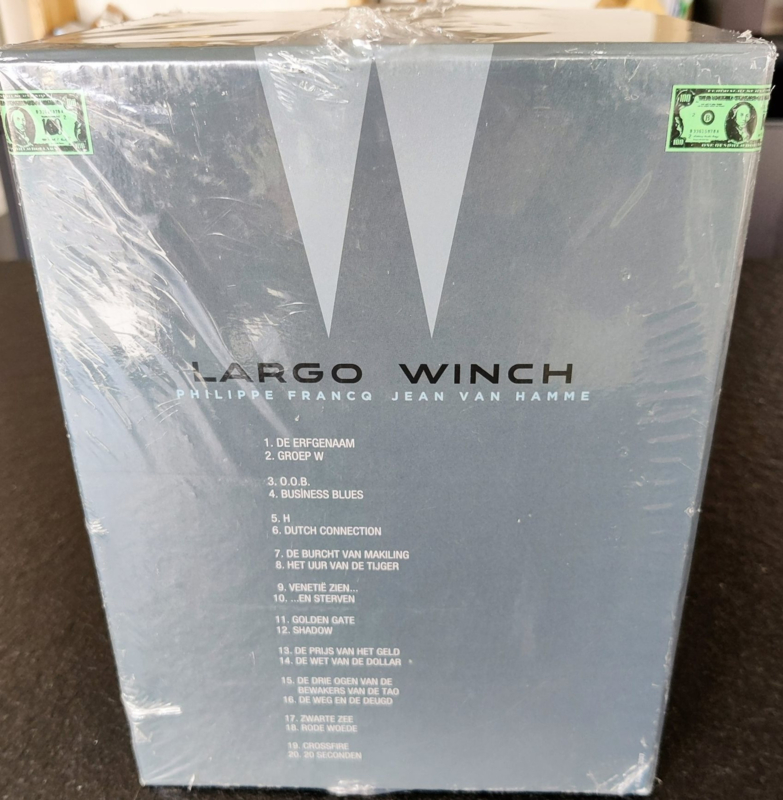 LARGO WINCH
PHILIPPE FRANCQ JEAN VAN HAMME
1. DE ERFGENAAM
2. GROEP W
3. O.O.B.
4. BUSİNESS BLUES
5. H
6. DUTCH CONNECTION
7. DE BURCHT VAN MAKILING
8. HET UUR VAN DE TIJGER
9. VENETIË ZIEN...
10. ...EN STERVEN
11. GOLDEN GATE
12. SHADOW
13. DE PRIJS VAN HET GELD
14. DE WET VAN DE DOLLAR
15. DE DRIE OGEN VAN DE
BEWAKERS VAN DE TAO
16. DE WEG EN DE DEUGD
17. ZWARTE ZEE
18. RODE WOEDE
19. CROSSFIRE
20. 20 SECONDEN